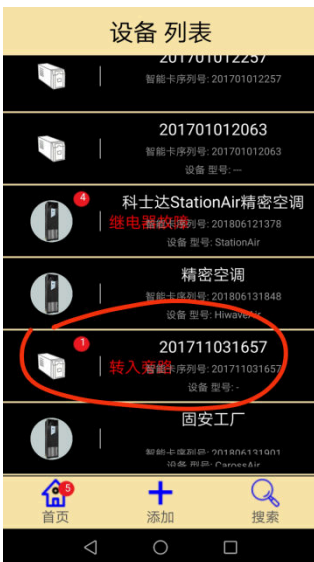 设备 列表
201701012257
智能卡序列号: 201701012257
201701012063
智能卡序列号: 201701012063
设备 型号: ---
4
科士达StationAir精密空调
继电器故障
智能卡序列号: 201806121378
设备 型号: StationAir
精密空调
智能卡序列号: 201806131848
设备 型号: HiwaveAir
1
201711031657
转入旁路
智能卡序列号: 201711031657
设备 型号: -
固安工厂
智能卡序列号: 201806131901
设备 型号: CarossAir
5
首页
添加
搜索